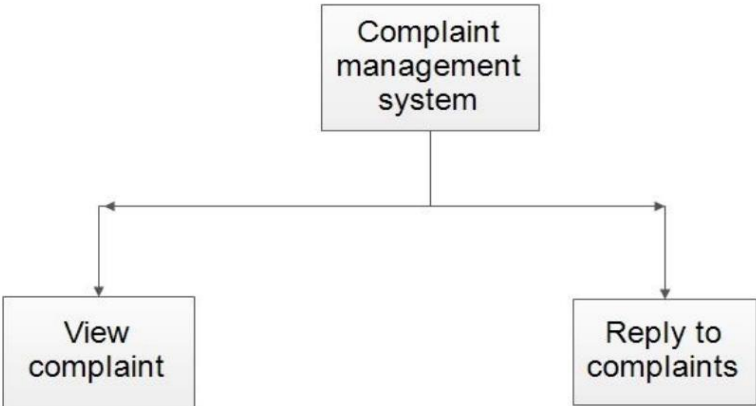 Complaint
management
system
View
complaint
Reply to
complaints